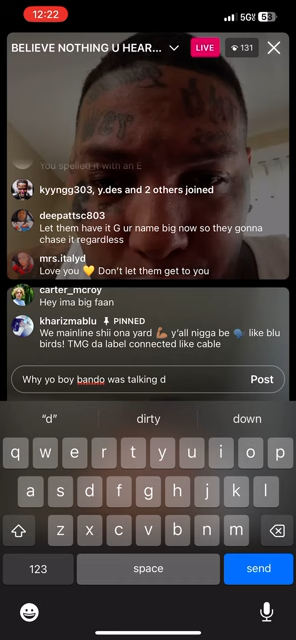 12:22
5G 53
BELIEVE NOTHING U HEAR... LIVE 131
You spelled it with an E
kyyngg303, y.des and 2 others joined
deepattsc803
Let them have it G ur name big now so they gonna
chase it regardless
mrs.italyd
Love you 💛 Don't let them get to you
carter_mcroy
Hey ima big faan
kharizmablu PINNED
We mainline shii ona yard 💪🏾 y'all nigga be 🗣️ like blu
birds! TMG da label connected like cable
Why yo boy bando was talking d Post
"d" dirty down
q w e r t y u i o p
a s d f g h j k l
z x c v b n m
123 space send